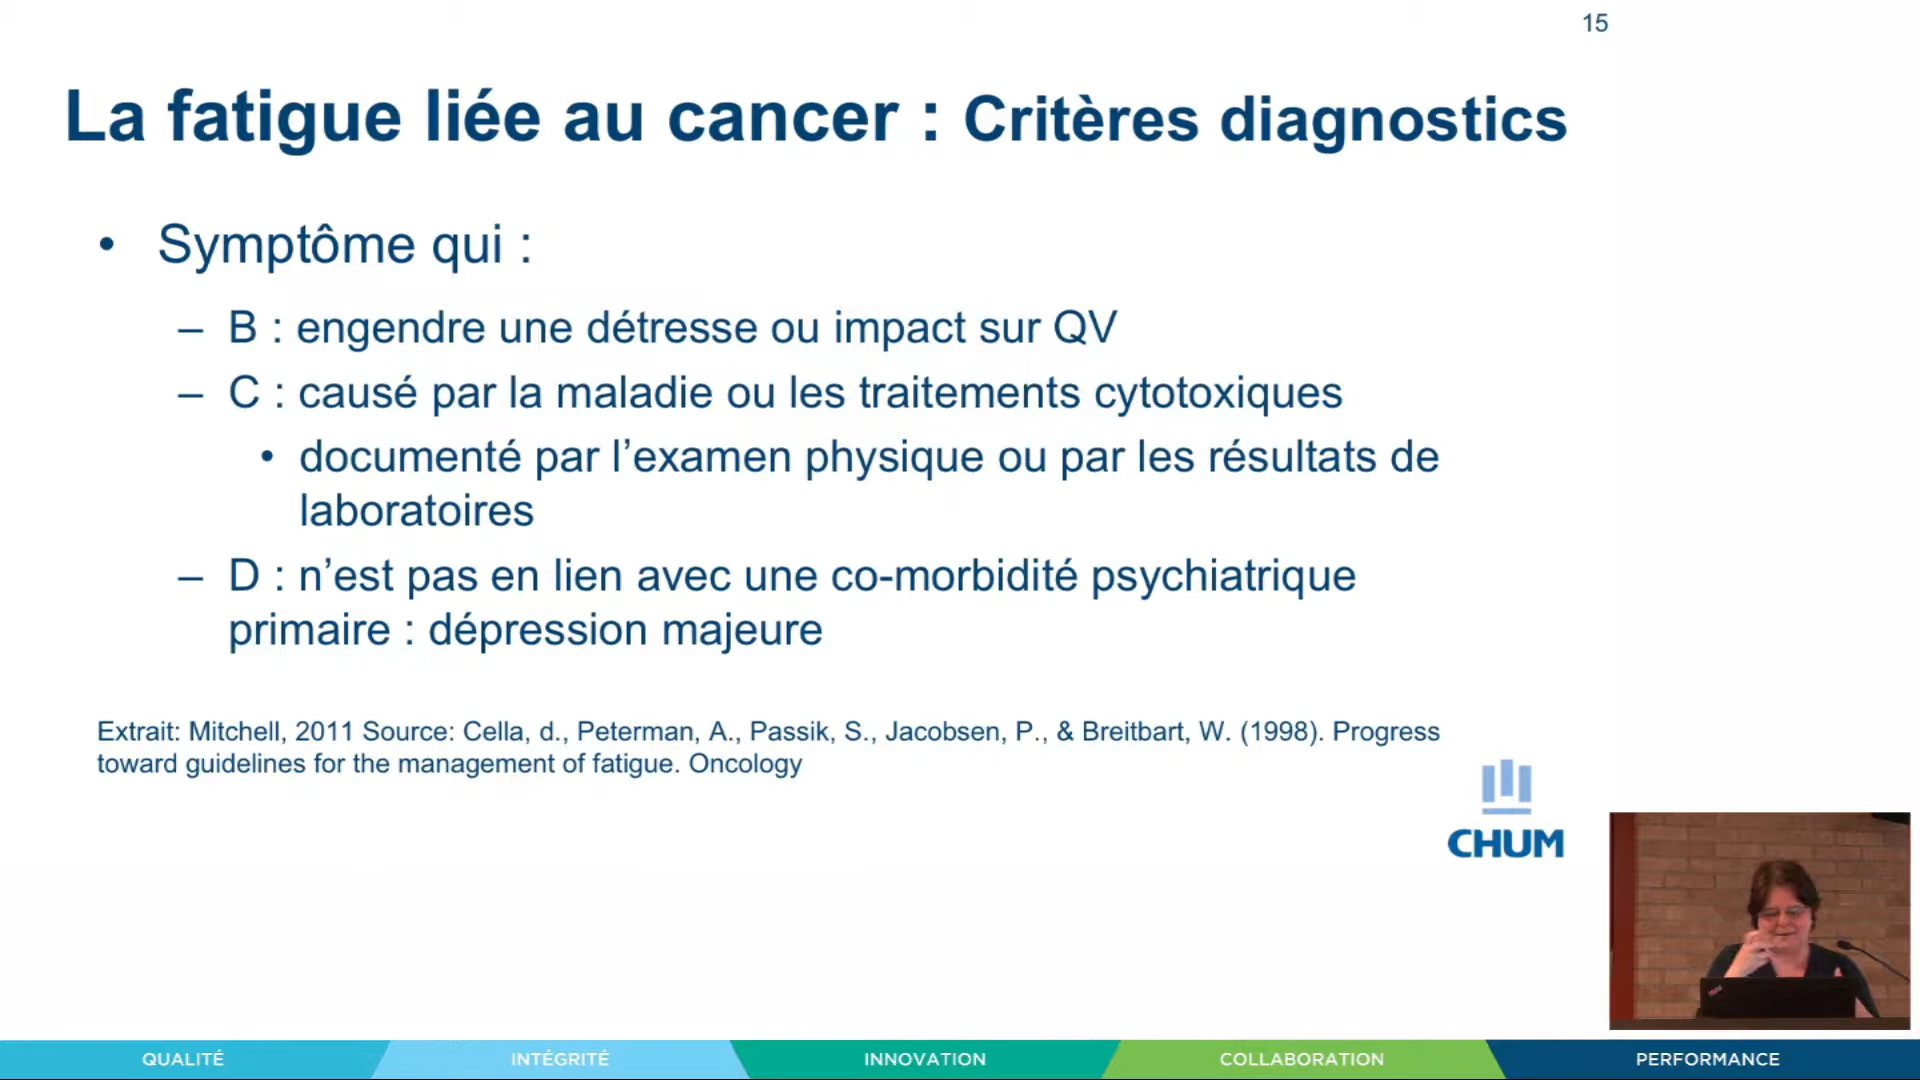 15
La fatigue liée au cancer : Critères diagnostics
• Symptôme qui :
– B : engendre une détresse ou impact sur QV
– C : causé par la maladie ou les traitements cytotoxiques
• documenté par l’examen physique ou par les résultats de
laboratoires
– D : n’est pas en lien avec une co-morbidité psychiatrique
primaire : dépression majeure
Extrait: Mitchell, 2011 Source: Cella, d., Peterman, A., Passik, S., Jacobsen, P., & Breitbart, W. (1998). Progress
toward guidelines for the management of fatigue. Oncology
CHUM
QUALITÉ INTÉGRITÉ INNOVATION COLLABORATION PERFORMANCE